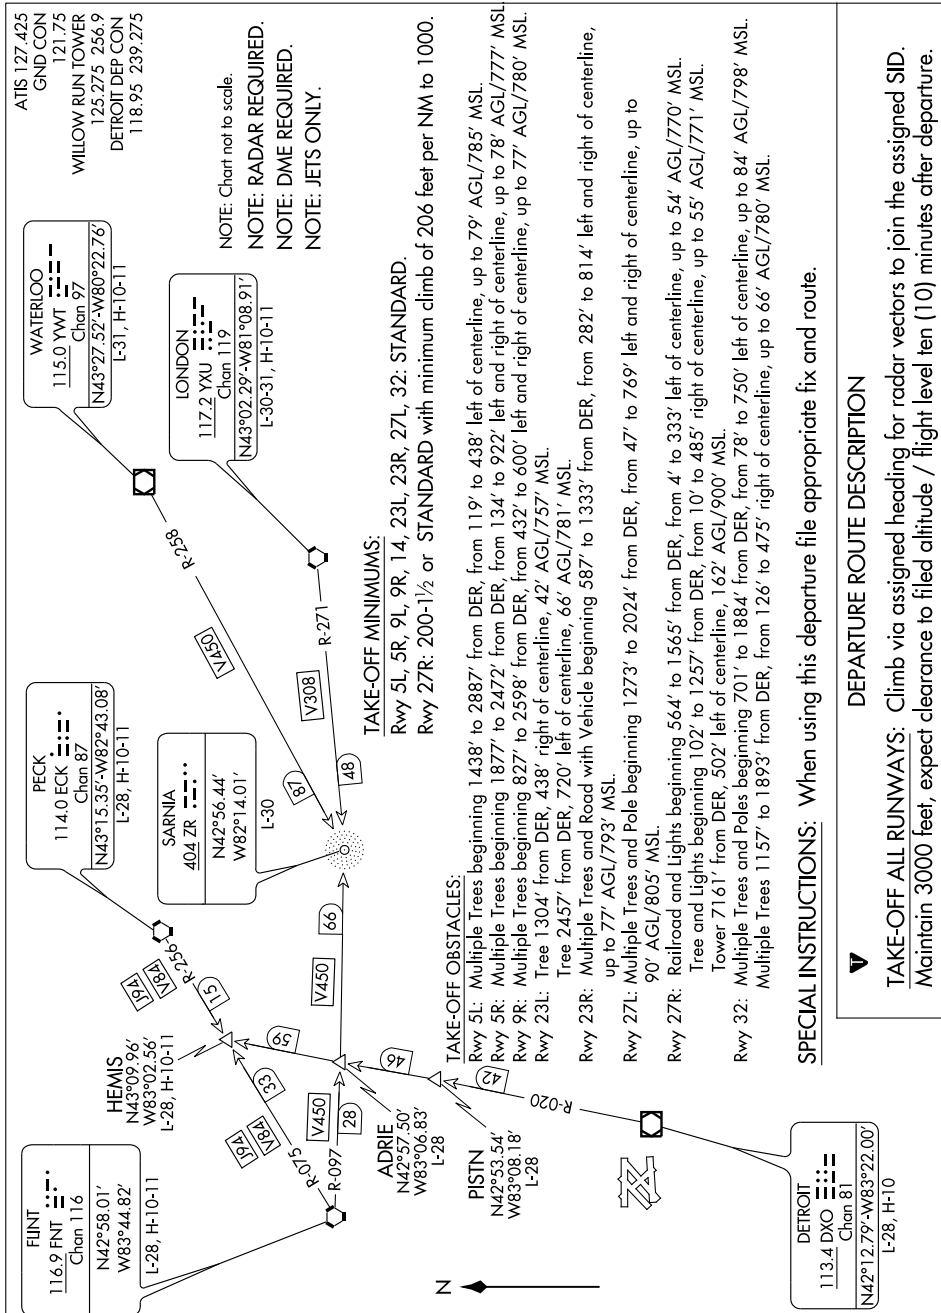 ATIS 127.425
GND CON
121.75
WILLOW RUN TOWER
125.275 256.9
DETROIT DEP CON
118.95 239.275
NOTE: Chart not to scale.
NOTE: RADAR REQUIRED.
NOTE: DME REQUIRED.
NOTE: JETS ONLY.
WATERLOO
115.0 YWT
Chan 97
N43°27.52'-W80°22.76'
L-31, H-10-11
LONDON
117.2 YXU
Chan 119
N43°02.29'-W81°08.91'
L-30-31, H-10-11
PECK
114.0 ECK
Chan 87
N43°15.35'-W82°43.08'
L-28, H-10-11
SARNIA
404 ZR
N42°56.44'
W82°14.01'
L-30
FLINT
116.9 FNT
Chan 116
N42°58.01'
W83°44.82'
L-28, H-10-11
HEMIS
N43°09.96'
W83°02.56'
L-28, H-10-11
ADRIE
N42°57.50'
W83°06.83'
L-28
PISTN
N42°53.54'
W83°08.18'
L-28
DETROIT
113.4 DXO
Chan 81
N42°12.79'-W83°22.00'
L-28, H-10
R-258
V450
87
R-271
V308
48
R-256
J94
V84
15
66
V450
59
J94
V84
33
R-075
V450
28
R-097
46
42
R-020
N
TAKE-OFF MINIMUMS:
Rwy 5L, 5R, 9L, 9R, 14, 23L, 23R, 27L, 32: STANDARD.
Rwy 27R: 200-1½ or STANDARD with minimum climb of 206 feet per NM to 1000.
TAKE-OFF OBSTACLES:
Rwy 5L: Multiple Trees beginning 1438' to 2887' from DER, from 119' to 438' left of centerline, up to 79' AGL/785' MSL.
Rwy 5R: Multiple Trees beginning 1877' to 2472' from DER, from 134' to 922' left and right of centerline, up to 78' AGL/777' MSL.
Rwy 9R: Multiple Trees beginning 827' to 2598' from DER, from 432' to 600' left and right of centerline, up to 77' AGL/780' MSL.
Rwy 23L: Tree 1304' from DER, 438' right of centerline, 42' AGL/757' MSL.
Tree 2457' from DER, 720' left of centerline, 66' AGL/781' MSL.
Rwy 23R: Multiple Trees and Road with Vehicle beginning 587' to 1333' from DER, from 282' to 814' left and right of centerline,
up to 77' AGL/793' MSL.
Rwy 27L: Multiple Trees and Pole beginning 1273' to 2024' from DER, from 47' to 769' left and right of centerline, up to
90' AGL/805' MSL.
Rwy 27R: Railroad and Lights beginning 564' to 1565' from DER, from 4' to 333' left of centerline, up to 54' AGL/770' MSL.
Tree and Lights beginning 102' to 1257' from DER, from 10' to 485' right of centerline, up to 55' AGL/771' MSL.
Tower 7161' from DER, 502' left of centerline, 162' AGL/900' MSL.
Rwy 32: Multiple Trees and Poles beginning 701' to 1884' from DER, from 78' to 750' left of centerline, up to 84' AGL/798' MSL.
Multiple Trees 1157' to 1893' from DER, from 126' to 475' right of centerline, up to 66' AGL/780' MSL.
SPECIAL INSTRUCTIONS: When using this departure file appropriate fix and route.
T
DEPARTURE ROUTE DESCRIPTION
TAKE-OFF ALL RUNWAYS: Climb via assigned heading for radar vectors to join the assigned SID.
Maintain 3000 feet, expect clearance to filed altitude / flight level ten (10) minutes after departure.